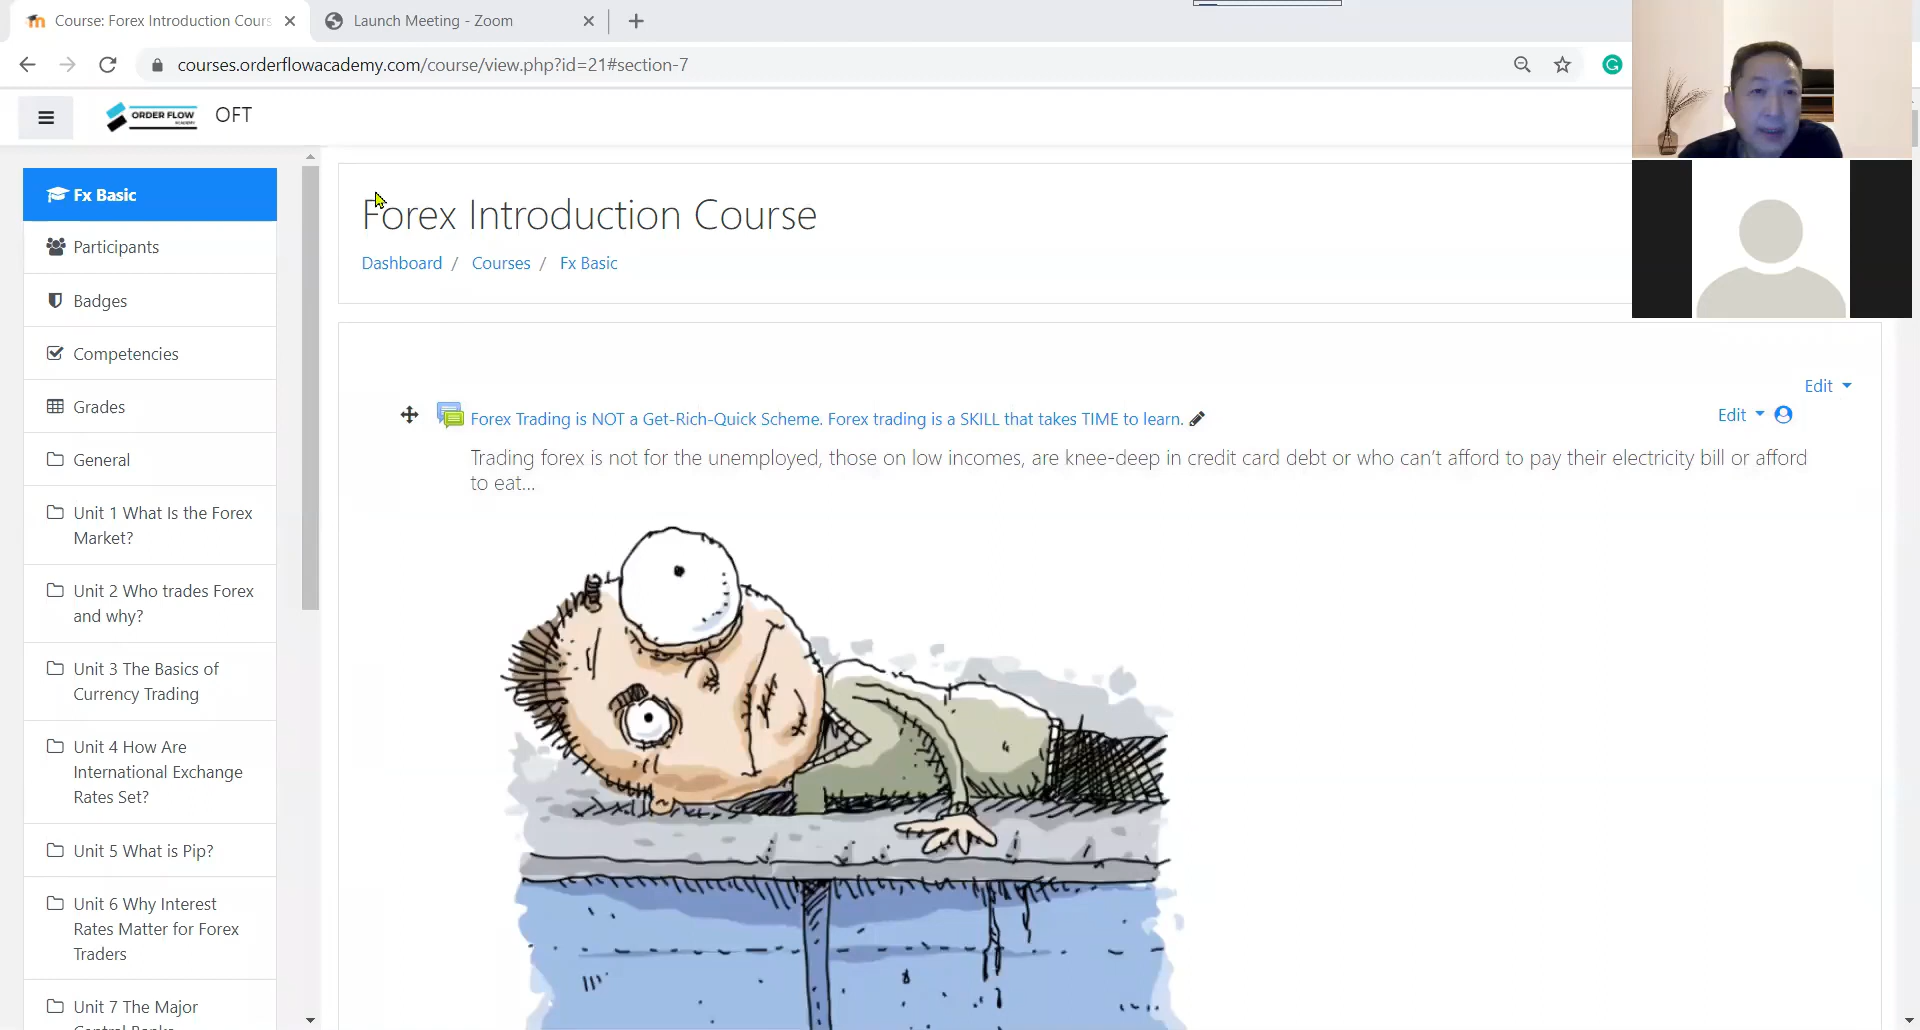 Course: Forex Introduction Cours
Launch Meeting - Zoom
courses.orderflowacademy.com/course/view.php?id=21#section-7
ORDER FLOW
ACADEMY
OFT
Fx Basic
Participants
Badges
Competencies
Grades
General
Unit 1 What Is the Forex
Market?
Unit 2 Who trades Forex
and why?
Unit 3 The Basics of
Currency Trading
Unit 4 How Are
International Exchange
Rates Set?
Unit 5 What is Pip?
Unit 6 Why Interest
Rates Matter for Forex
Traders
Unit 7 The Major
Central Banks
Forex Introduction Course
Dashboard / Courses / Fx Basic
Edit
Forex Trading is NOT a Get-Rich-Quick Scheme. Forex trading is a SKILL that takes TIME to learn.
Edit
Trading forex is not for the unemployed, those on low incomes, are knee-deep in credit card debt or who can't afford to pay their electricity bill or afford
to eat...